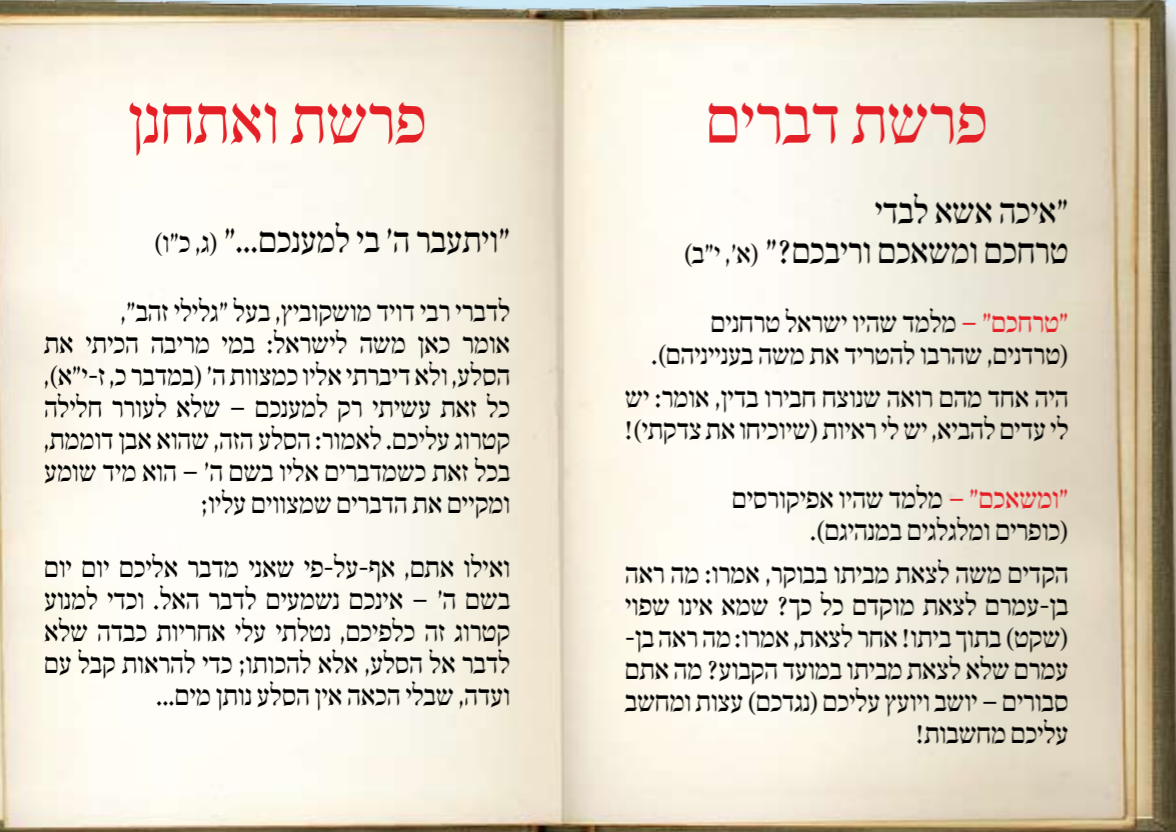 פרשת דברים
"איכה אשא לבדי
טרחכם ומשאכם וריבכם?" (א', י"ב)
"טרחכם" – מלמד שהיו ישראל טרחנים
(טרדנים, שהרבו להטריד את משה בענייניהם).
היה אחד מהם רואה שנוצח חבירו בדין, אומר: יש
לי עדים להביא, יש לי ראיות (שיוכיחו את צדקתי)!
"ומשאכם" – מלמד שהיו אפיקורסים
(כופרים ומלגלגים במנהיגם).
הקדים משה לצאת מביתו בבוקר, אמרו: מה ראה
בן-עמרם לצאת מוקדם כל כך? שמא אינו שפוי
(שקט) בתוך ביתו! אחר לצאת, אמרו: מה ראה בן-
עמרם שלא לצאת מביתו במועד הקבוע? מה אתם
סבורים – יושב ויועץ עליכם (נגדכם) עצות ומחשב
עליכם מחשבות!
פרשת ואתחנן
"ויתעבר ה' בי למענכם..." (ג, כ"ו)
לדברי רבי דויד מושקוביץ, בעל "גלילי זהב",
אומר כאן משה לישראל: במי מריבה הכיתי את
הסלע, ולא דיברתי אליו כמצוות ה' (במדבר כ, ז-י"א),
כל זאת עשיתי רק למענכם – שלא לעורר חלילה
קטרוג עליכם. לאמור: הסלע הזה, שהוא אבן דוממת,
בכל זאת כשמדברים אליו בשם ה' – הוא מיד שומע
ומקיים את הדברים שמצווים עליו;
ואילו אתם, אף-על-פי שאני מדבר אליכם יום יום
בשם ה' – אינכם נשמעים לדבר האל. וכדי למנוע
קטרוג זה כלפיכם, נטלתי עלי אחריות כבדה שלא
לדבר אל הסלע, אלא להכותו; כדי להראות קבל עם
ועדה, שבלי הכאה אין הסלע נותן מים...